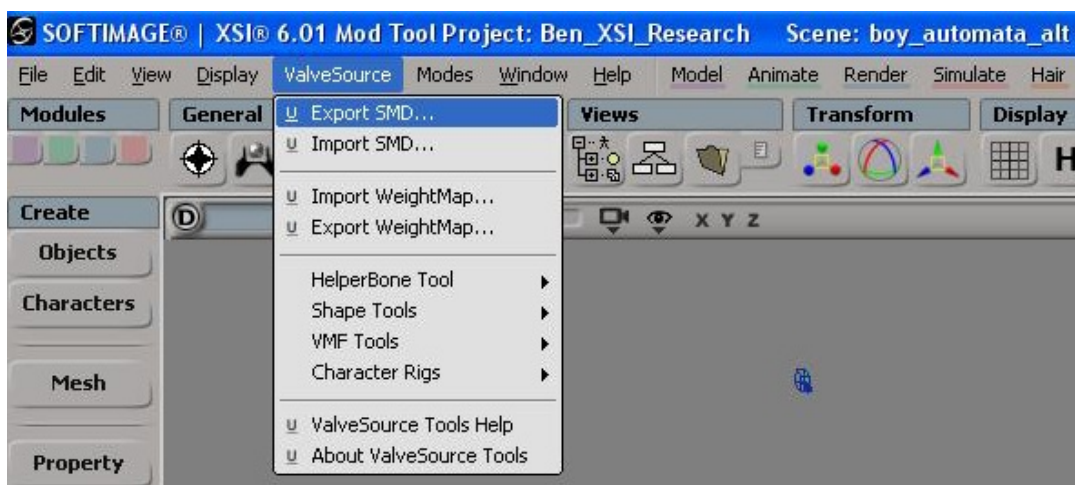 SOFTIMAGE® | XSI® 6.01 Mod Tool Project: Ben_XSI_Research Scene: boy_automata_alt
File Edit View Display ValveSource Modes Window Help Model Animate Render Simulate Hair
Modules General Views Transform Display
U Export SMD...
U Import SMD...
H
U Import WeightMap...
Create
D X Y Z
U Export WeightMap...
Objects
HelperBone Tool
Characters
Shape Tools
VMF Tools
Mesh
Character Rigs
U ValveSource Tools Help
Property
U About ValveSource Tools